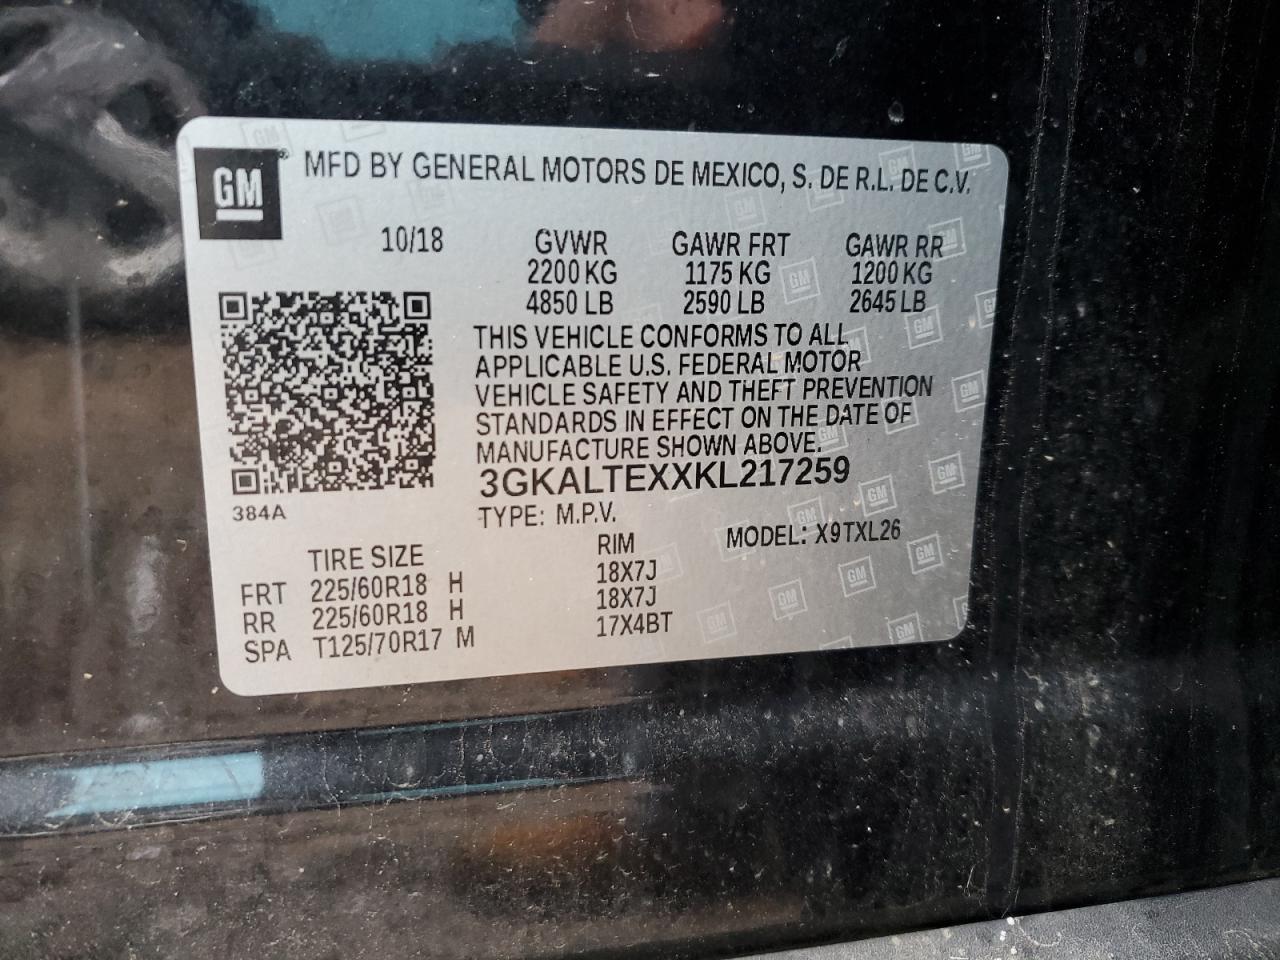 GM® MFD BY GENERAL MOTORS DE MEXICO, S. DE R.L. DE C.V.
10/18 GVWR GAWR FRT GAWR RR
2200 KG 1175 KG 1200 KG
4850 LB 2590 LB 2645 LB
THIS VEHICLE CONFORMS TO ALL
APPLICABLE U.S. FEDERAL MOTOR
VEHICLE SAFETY AND THEFT PREVENTION
STANDARDS IN EFFECT ON THE DATE OF
MANUFACTURE SHOWN ABOVE.
3GKALTEXXKL217259
384A
TYPE: M.P.V. MODEL: X9TXL26
TIRE SIZE RIM
FRT 225/60R18 H 18X7J
RR 225/60R18 H 18X7J
SPA T125/70R17 M 17X4BT